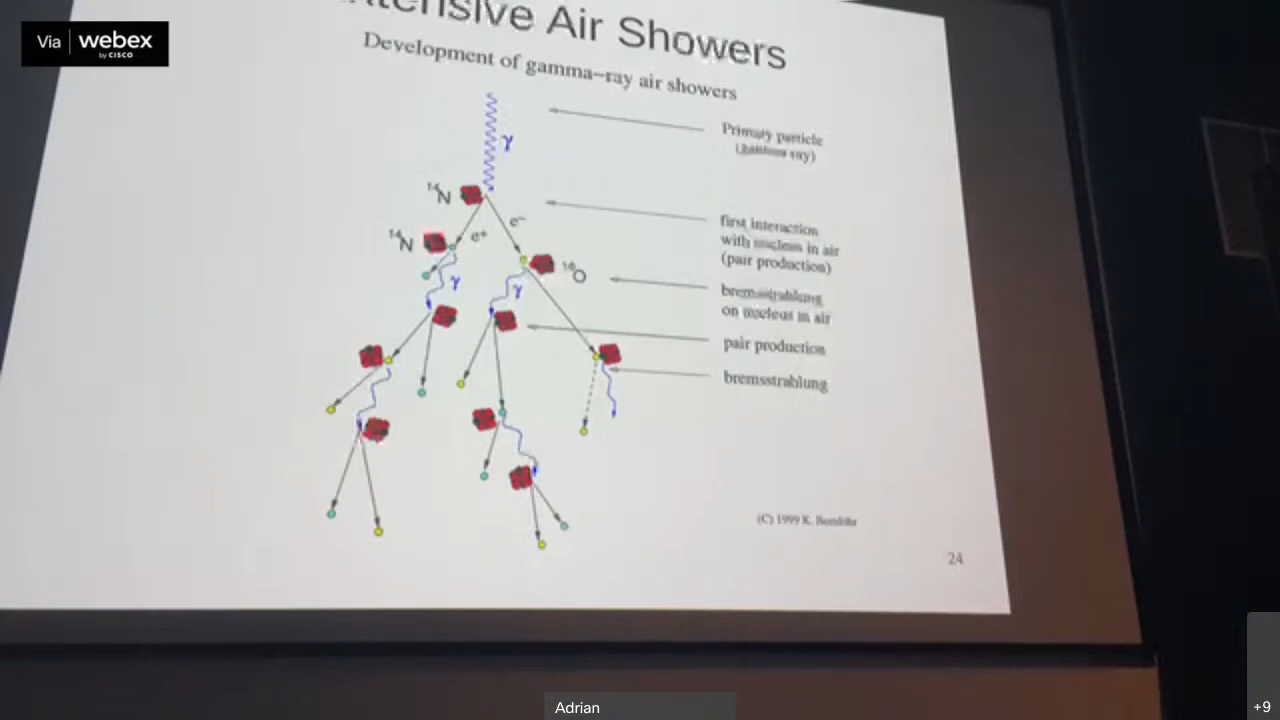 Via webex
by CISCO
ntensive Air Showers
Development of gamma-ray air showers
γ
Primary particle
ray)
¹⁴N
e⁻
first interaction
with nucleus in air
(pair production)
¹⁴N
e⁺
¹⁶O
γ
γ
bremsstrahlung
on nucleus in air
pair production
bremsstrahlung
(C) 1999 K. Bernlöhr
24
Adrian
+9